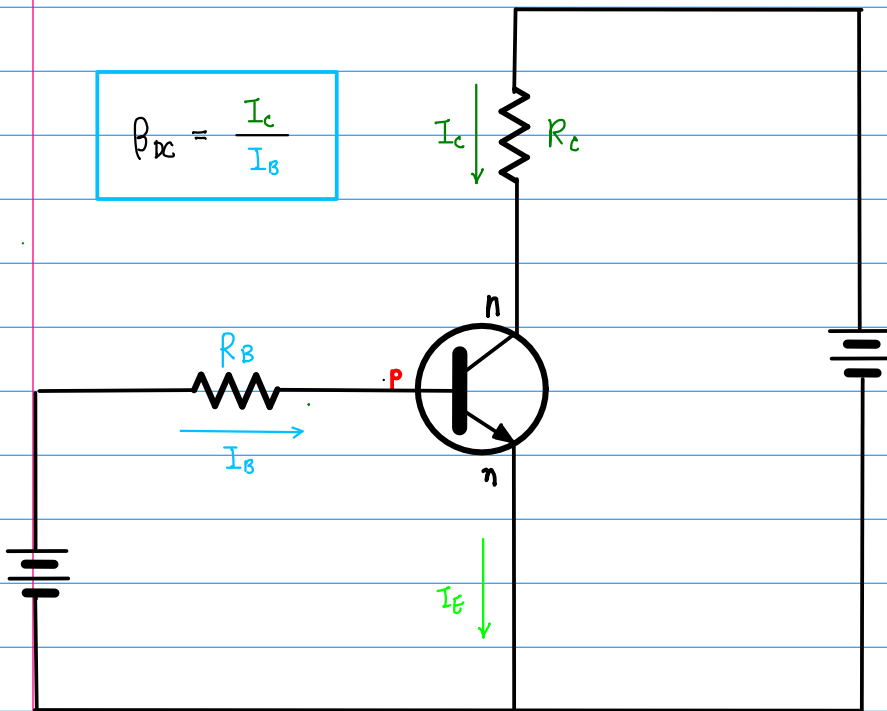 β_DC = I_C / I_B
I_C
R_C
n
R_B
P
I_B
n
I_E